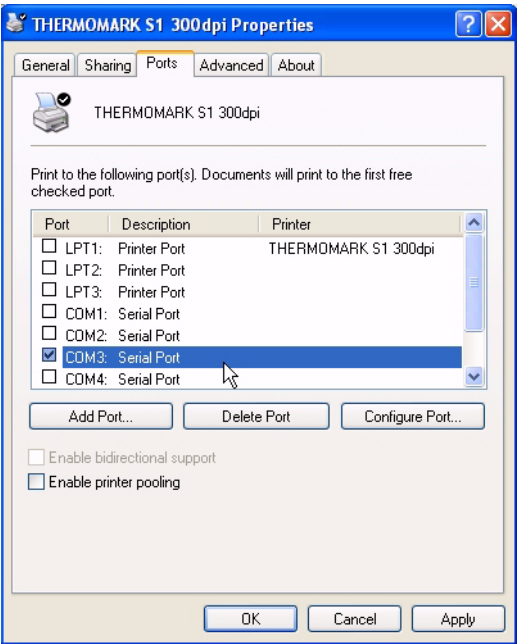 THERMOMARK S1 300dpi Properties
General Sharing Ports Advanced About
THERMOMARK S1 300dpi
Print to the following port(s). Documents will print to the first free
checked port.
Port Description Printer
LPT1: Printer Port THERMOMARK S1 300dpi
LPT2: Printer Port
LPT3: Printer Port
COM1: Serial Port
COM2: Serial Port
COM3: Serial Port
COM4: Serial Port
Add Port... Delete Port Configure Port...
Enable bidirectional support
Enable printer pooling
OK Cancel Apply